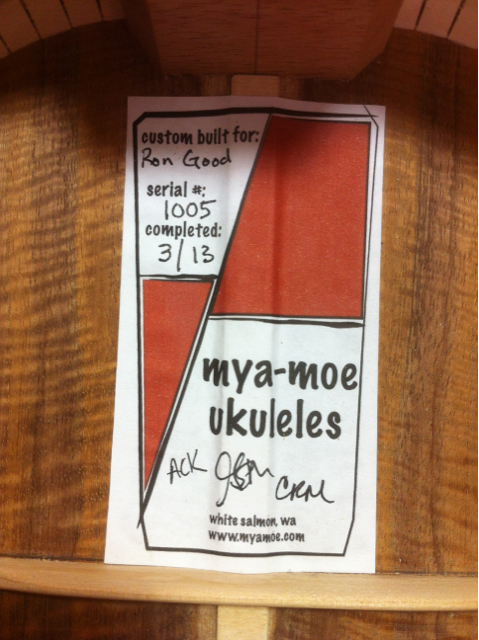 custom built for:
Ron Good
serial #:
1005
completed:
3/13
mya-moe
ukuleles
ACK
CRM
white salmon, wa
www.myamoe.com